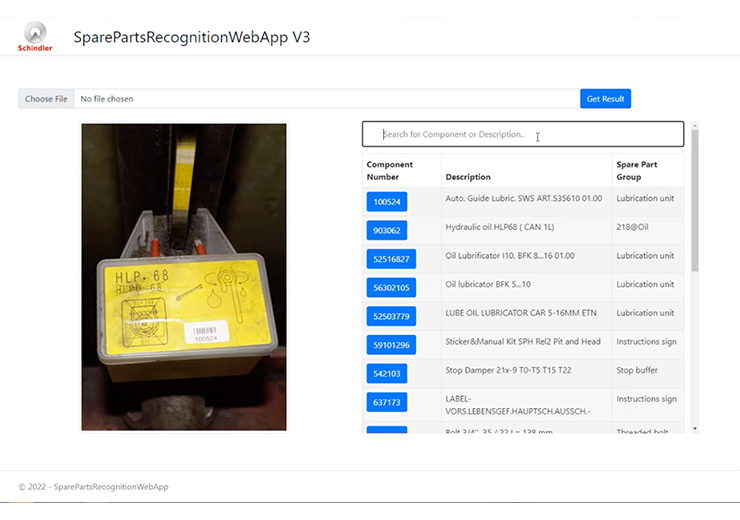 Schindler
SparePartsRecognitionWebApp V3
Choose File No file chosen
Get Result
HLP. 68
HLPD. 68
100524
Search for Component or Description..
Component Number
Description
Spare Part Group
100524 Auto. Guide Lubric. SWS ART.535610 01.00 Lubrication unit
903062 Hydraulic oil HLP68 ( CAN 1L) 218@Oil
52516827 Oil Lubrificator I10, BFK 8...16 01.00 Lubrication unit
56302105 Oil lubricator BFK 5...10 Lubrication unit
52503779 LUBE OIL LUBRICATOR CAR 5-16MM ETN Lubrication unit
59101296 Sticker&Manual Kit SPH Rel2 Pit and Head Instructions sign
542103 Stop Damper 21x-9 T0-T5 T15 T22 Stop buffer
637173 LABEL-
VORS.LEBENSGEF.HAUPTSCH.AUSSCH.- Instructions sign
Bolt 3/4", 35 / 22 L= 138 mm Threaded bolt
© 2022 - SparePartsRecognitionWebApp